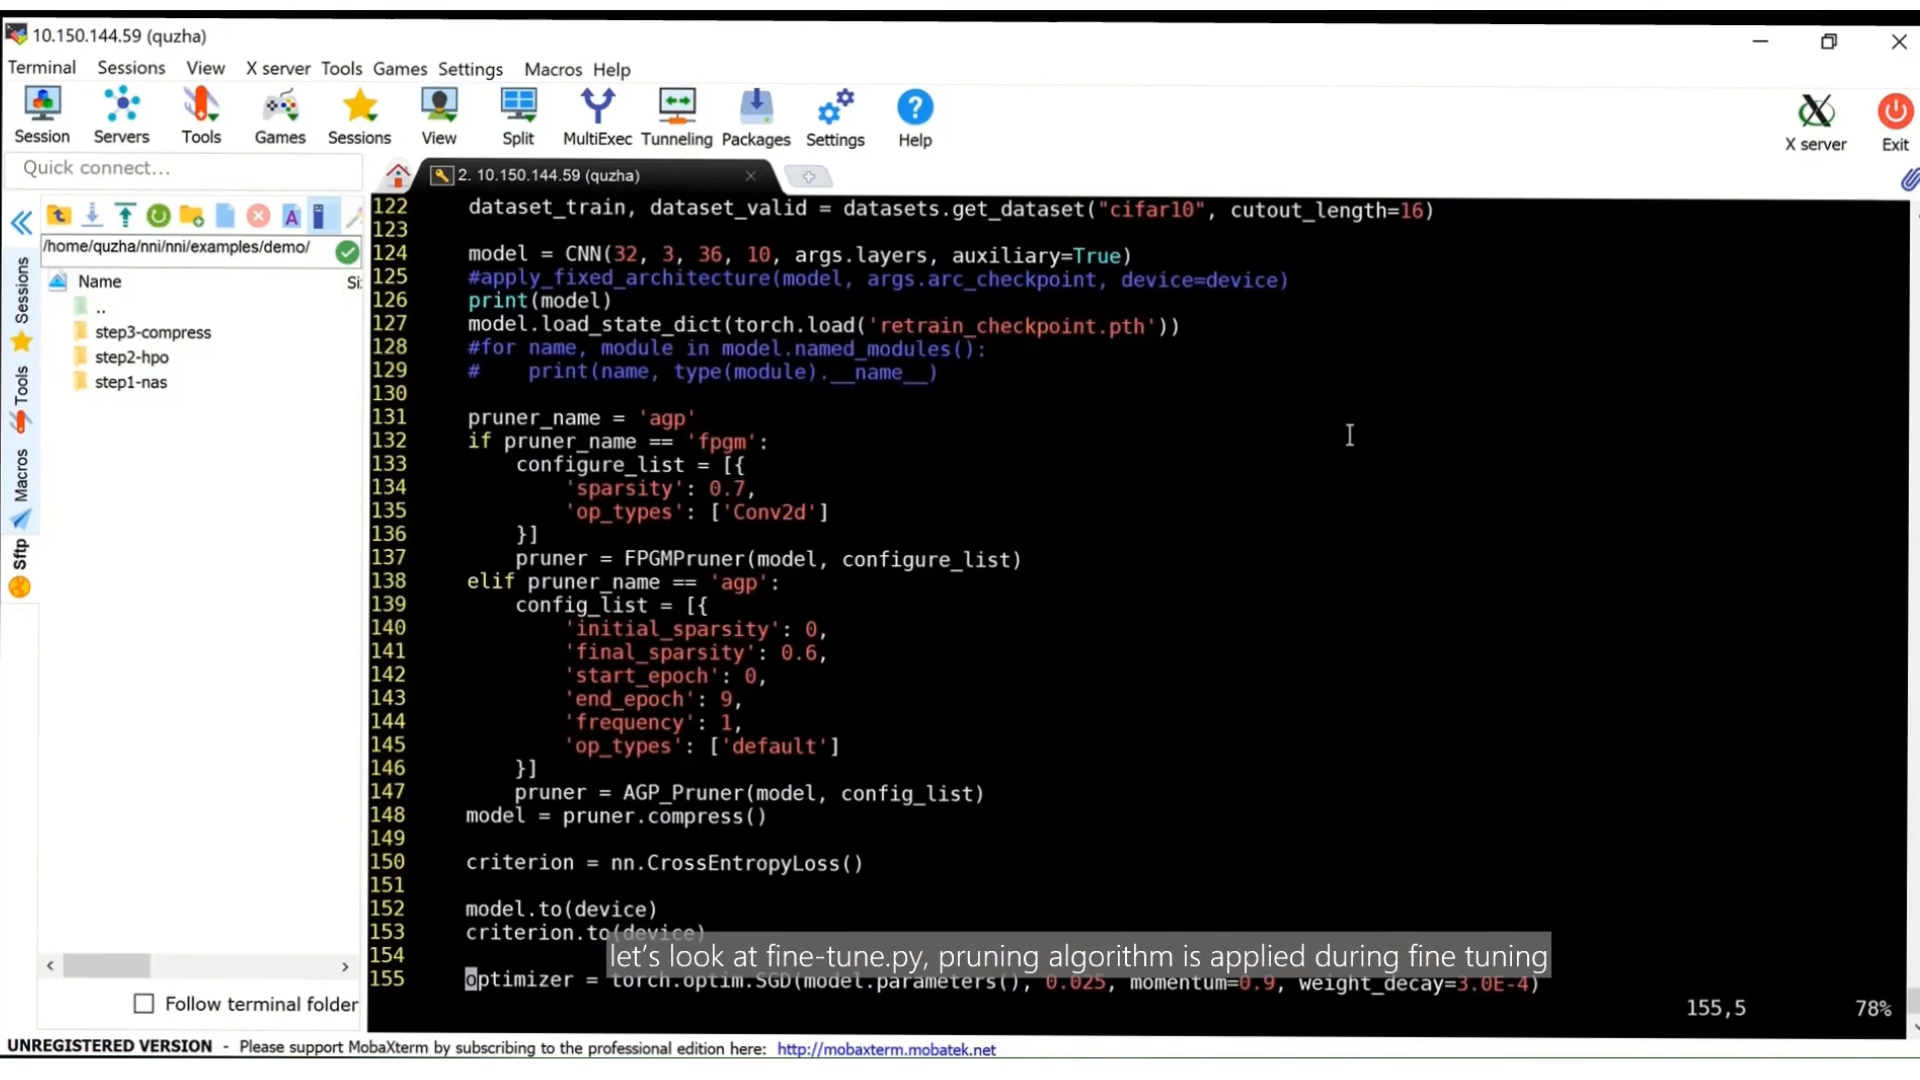 10.150.144.59 (quzha)
Terminal Sessions View X server Tools Games Settings Macros Help
Session Servers Tools Games Sessions View Split MultiExec Tunneling Packages Settings Help X server Exit
Quick connect...
2. 10.150.144.59 (quzha)
/home/quzha/nni/nni/examples/demo/
Name Si
..
step3-compress
step2-hpo
step1-nas
Sessions
Tools
Macros
Sftp
122 dataset_train, dataset_valid = datasets.get_dataset("cifar10", cutout_length=16)
123
124 model = CNN(32, 3, 36, 10, args.layers, auxiliary=True)
125 #apply_fixed_architecture(model, args.arc_checkpoint, device=device)
126 print(model)
127 model.load_state_dict(torch.load('retrain_checkpoint.pth'))
128 #for name, module in model.named_modules():
129 #    print(name, type(module).__name__)
130
131 pruner_name = 'agp'
132 if pruner_name == 'fpgm':
133     configure_list = [{
134         'sparsity': 0.7,
135         'op_types': ['Conv2d']
136     }]
137     pruner = FPGMPruner(model, configure_list)
138 elif pruner_name == 'agp':
139     config_list = [{
140         'initial_sparsity': 0,
141         'final_sparsity': 0.6,
142         'start_epoch': 0,
143         'end_epoch': 9,
144         'frequency': 1,
145         'op_types': ['default']
146     }]
147     pruner = AGP_Pruner(model, config_list)
148 model = pruner.compress()
149
150 criterion = nn.CrossEntropyLoss()
151
152 model.to(device)
153 criterion.to(device)
154
let's look at fine-tune.py, pruning algorithm is applied during fine tuning
155 optimizer = torch.optim.SGD(model.parameters(), 0.025, momentum=0.9, weight_decay=3.0E-4)
155,5 78%
Follow terminal folder
UNREGISTERED VERSION - Please support MobaXterm by subscribing to the professional edition here: http://mobaxterm.mobatek.net